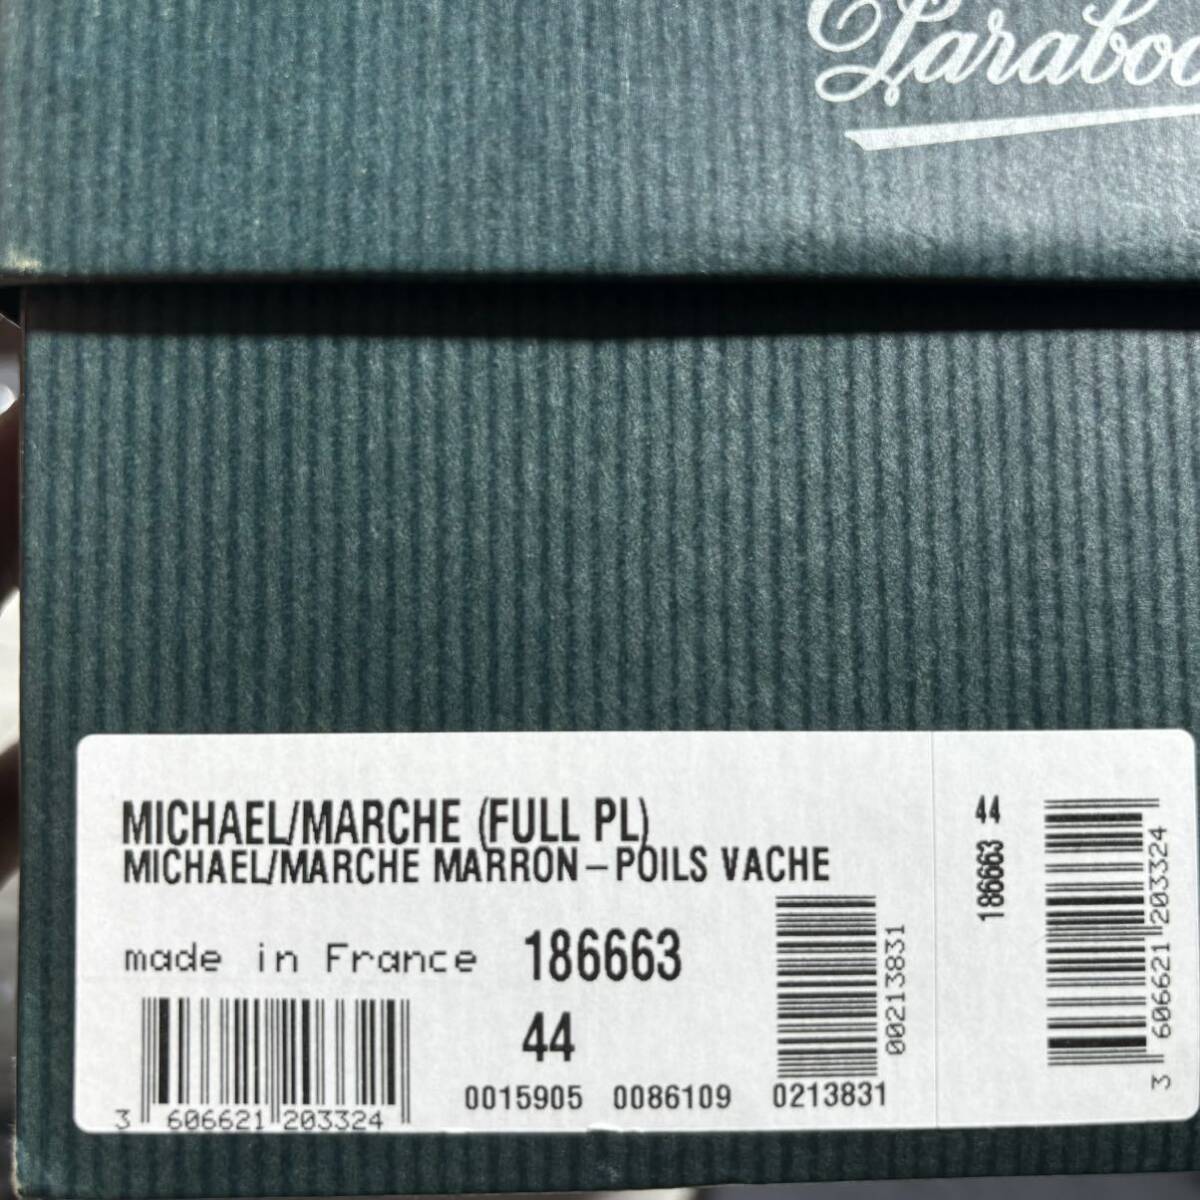 Paraboo
MICHAEL/MARCHE (FULL PL)
MICHAEL/MARCHE MARRON-POILS VACHE
made in France 186663
44
0015905 0086109 0213831
3 606621 203324
00213831
44
186663
3 606621 203324